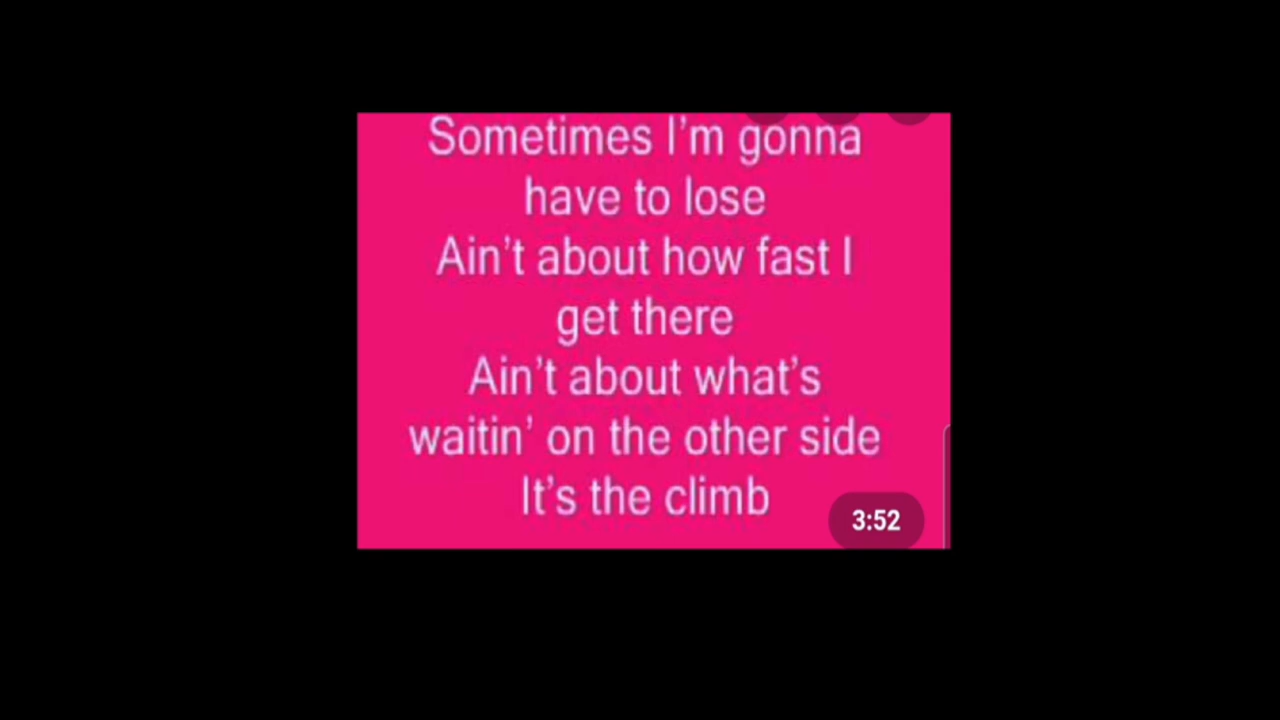 Sometimes I’m gonna
have to lose
Ain’t about how fast I
get there
Ain’t about what’s
waitin’ on the other side
It’s the climb
3:52